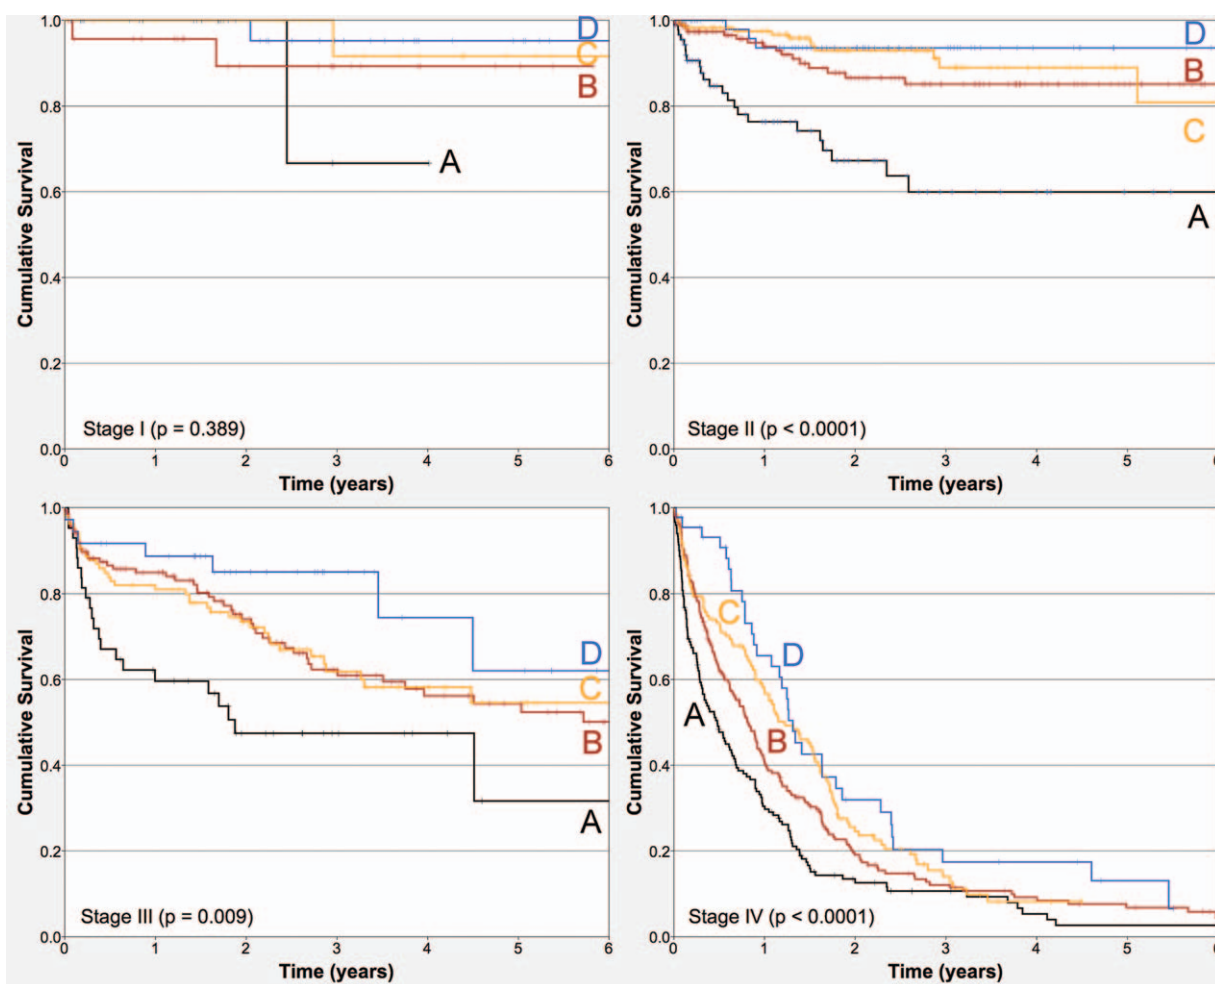 1.0
0.8
0.6
0.4
0.2
0.0
Cumulative Survival
D
C
B
A
Stage I (p = 0.389)
0 1 2 3 4 5 6
Time (years)
1.0
0.8
0.6
0.4
0.2
0.0
Cumulative Survival
D
B
C
A
Stage II (p < 0.0001)
0 1 2 3 4 5
Time (years)
1.0
0.8
0.6
0.4
0.2
0.0
Cumulative Survival
D
C
B
A
Stage III (p = 0.009)
0 1 2 3 4 5 6
Time (years)
1.0
0.8
0.6
0.4
0.2
0.0
Cumulative Survival
C
D
A
B
Stage IV (p < 0.0001)
0 1 2 3 4 5
Time (years)